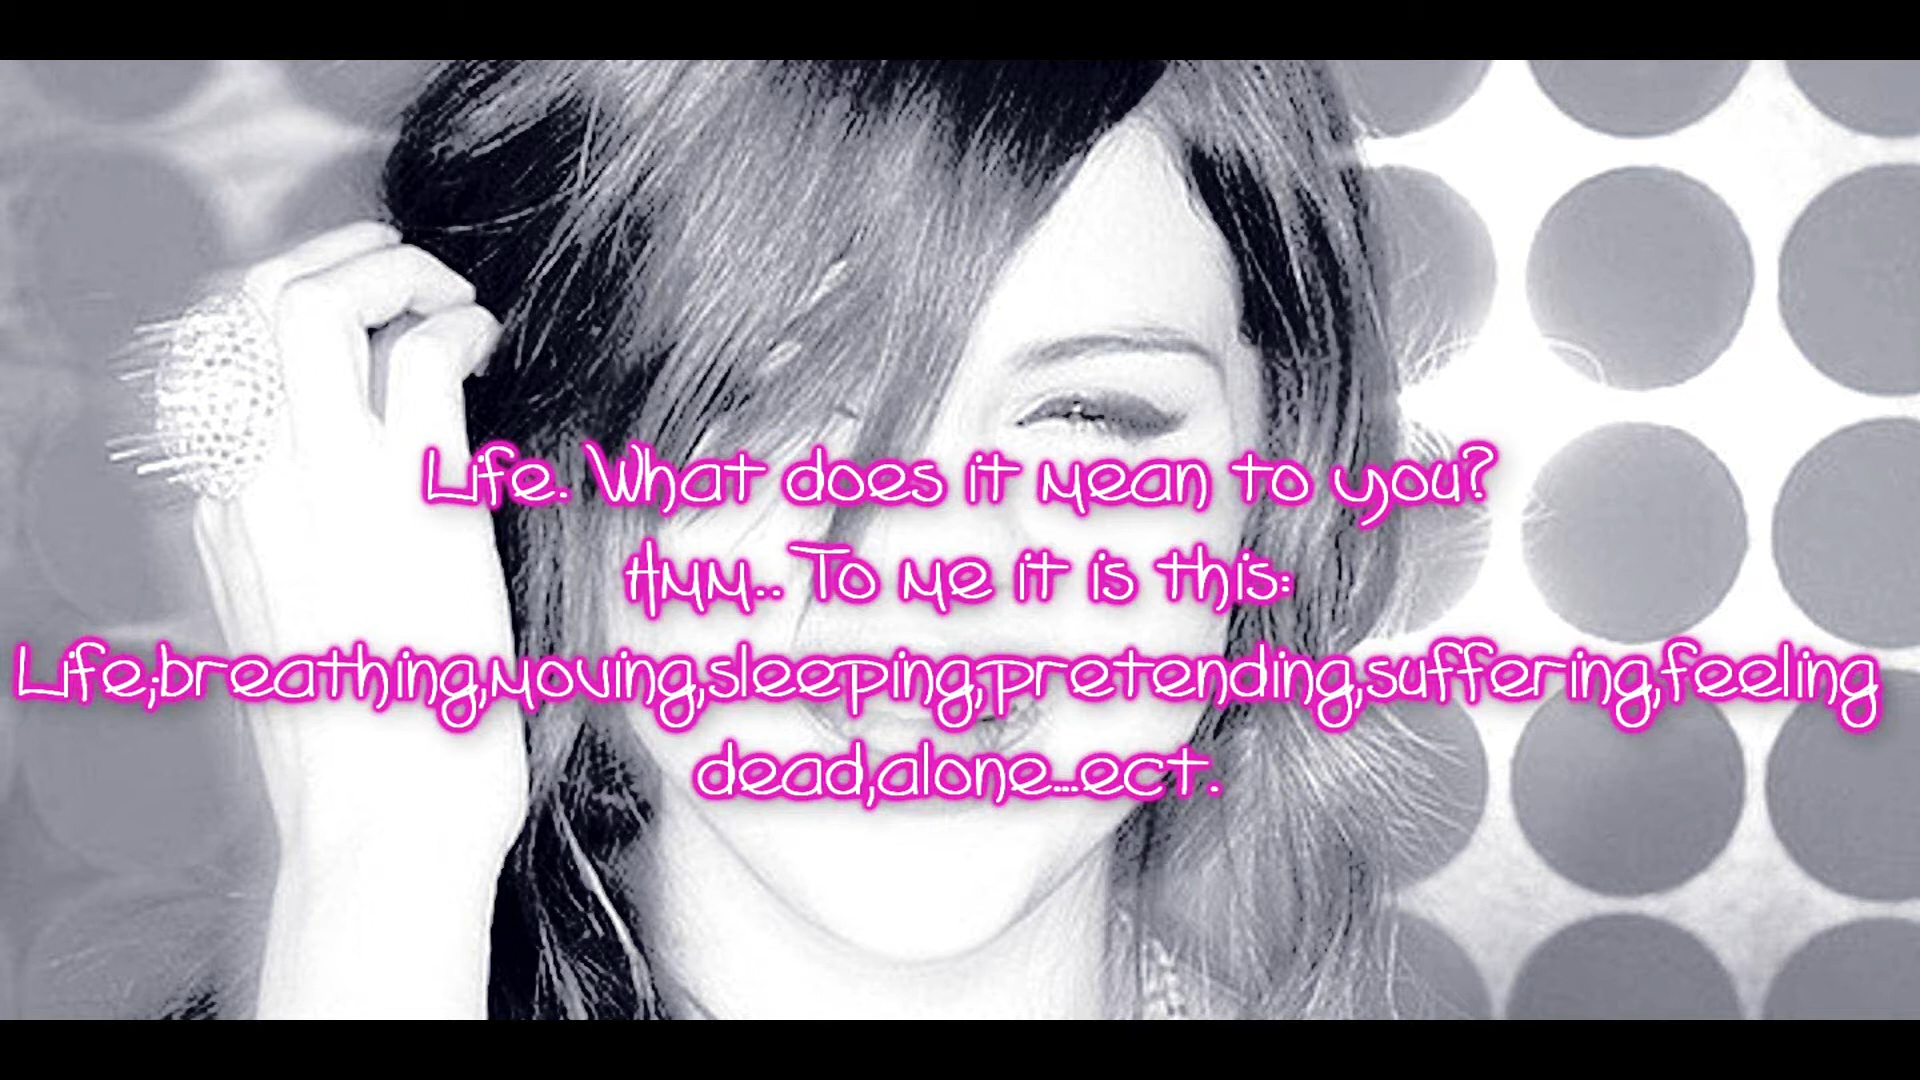 Life. What does it mean to you?
Hmm.. To me it is this:
Life;breathing,moving,sleeping,pretending,suffering,feeling
dead,alone...ect.